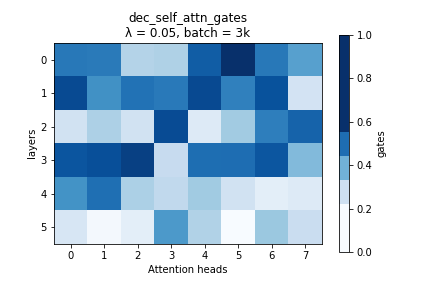 dec_self_attn_gates
λ = 0.05, batch = 3k
layers
0
1
2
3
4
5
0 1 2 3 4 5 6 7
Attention heads
1.0
0.8
0.6
0.4
0.2
0.0
gates